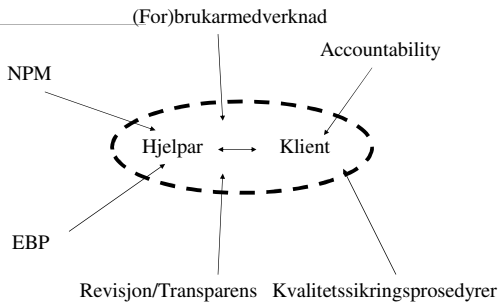 (For)brukarmedverknad
Accountability
NPM
Hjelpar
Klient
EBP
Revisjon/Transparens
Kvalitetssikringsprosedyrer